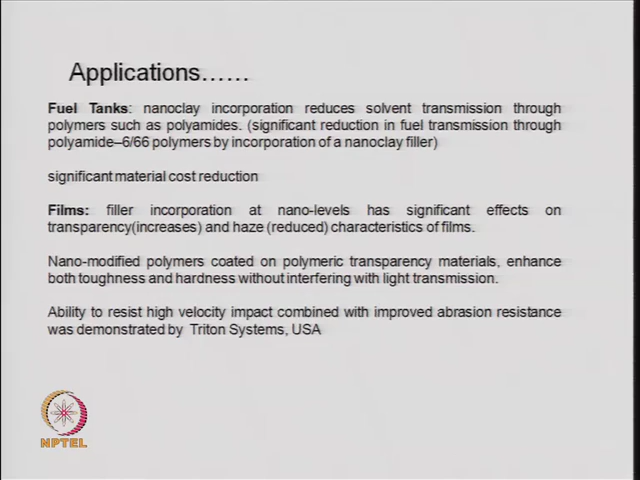 Applications……
Fuel Tanks: nanoclay incorporation reduces solvent transmission through
polymers such as polyamides. (significant reduction in fuel transmission through
polyamide–6/66 polymers by incorporation of a nanoclay filler)
significant material cost reduction
Films: filler incorporation at nano-levels has significant effects on
transparency(increases) and haze (reduced) characteristics of films.
Nano-modified polymers coated on polymeric transparency materials, enhance
both toughness and hardness without interfering with light transmission.
Ability to resist high velocity impact combined with improved abrasion resistance
was demonstrated by Triton Systems, USA
NPTEL